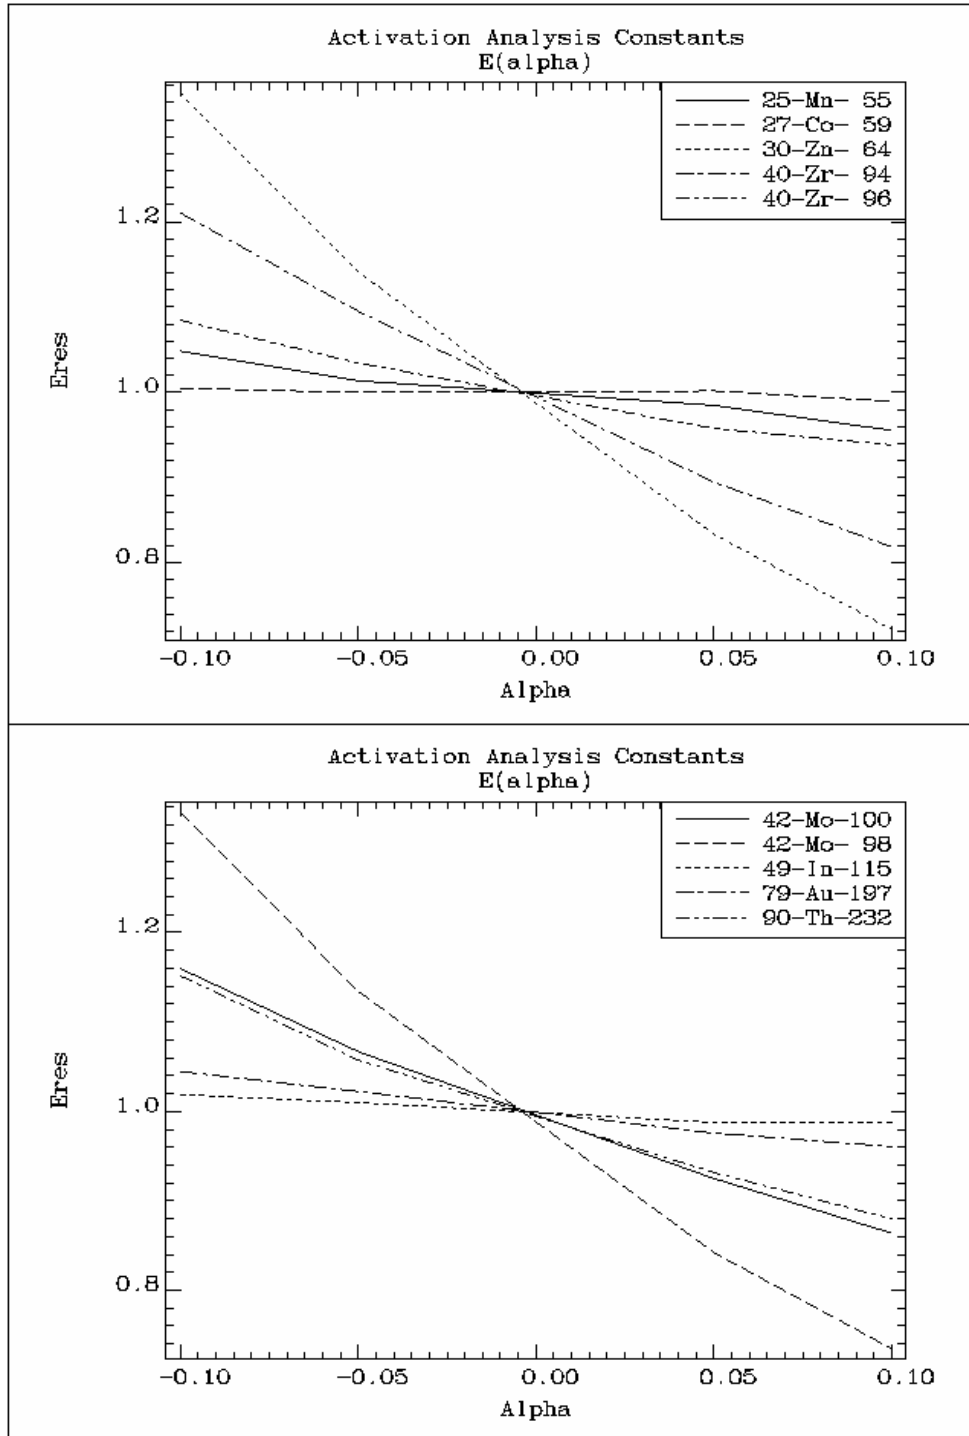 Activation Analysis Constants
E(alpha)
25-Mn- 55
27-Co- 59
30-Zn- 64
40-Zr- 94
40-Zr- 96
1.2
1.0
0.8
Eres
-0.10 -0.05 0.00 0.05 0.10
Alpha
Activation Analysis Constants
E(alpha)
42-Mo-100
42-Mo- 98
49-In-115
79-Au-197
90-Th-232
1.2
1.0
0.8
Eres
-0.10 -0.05 0.00 0.05 0.10
Alpha